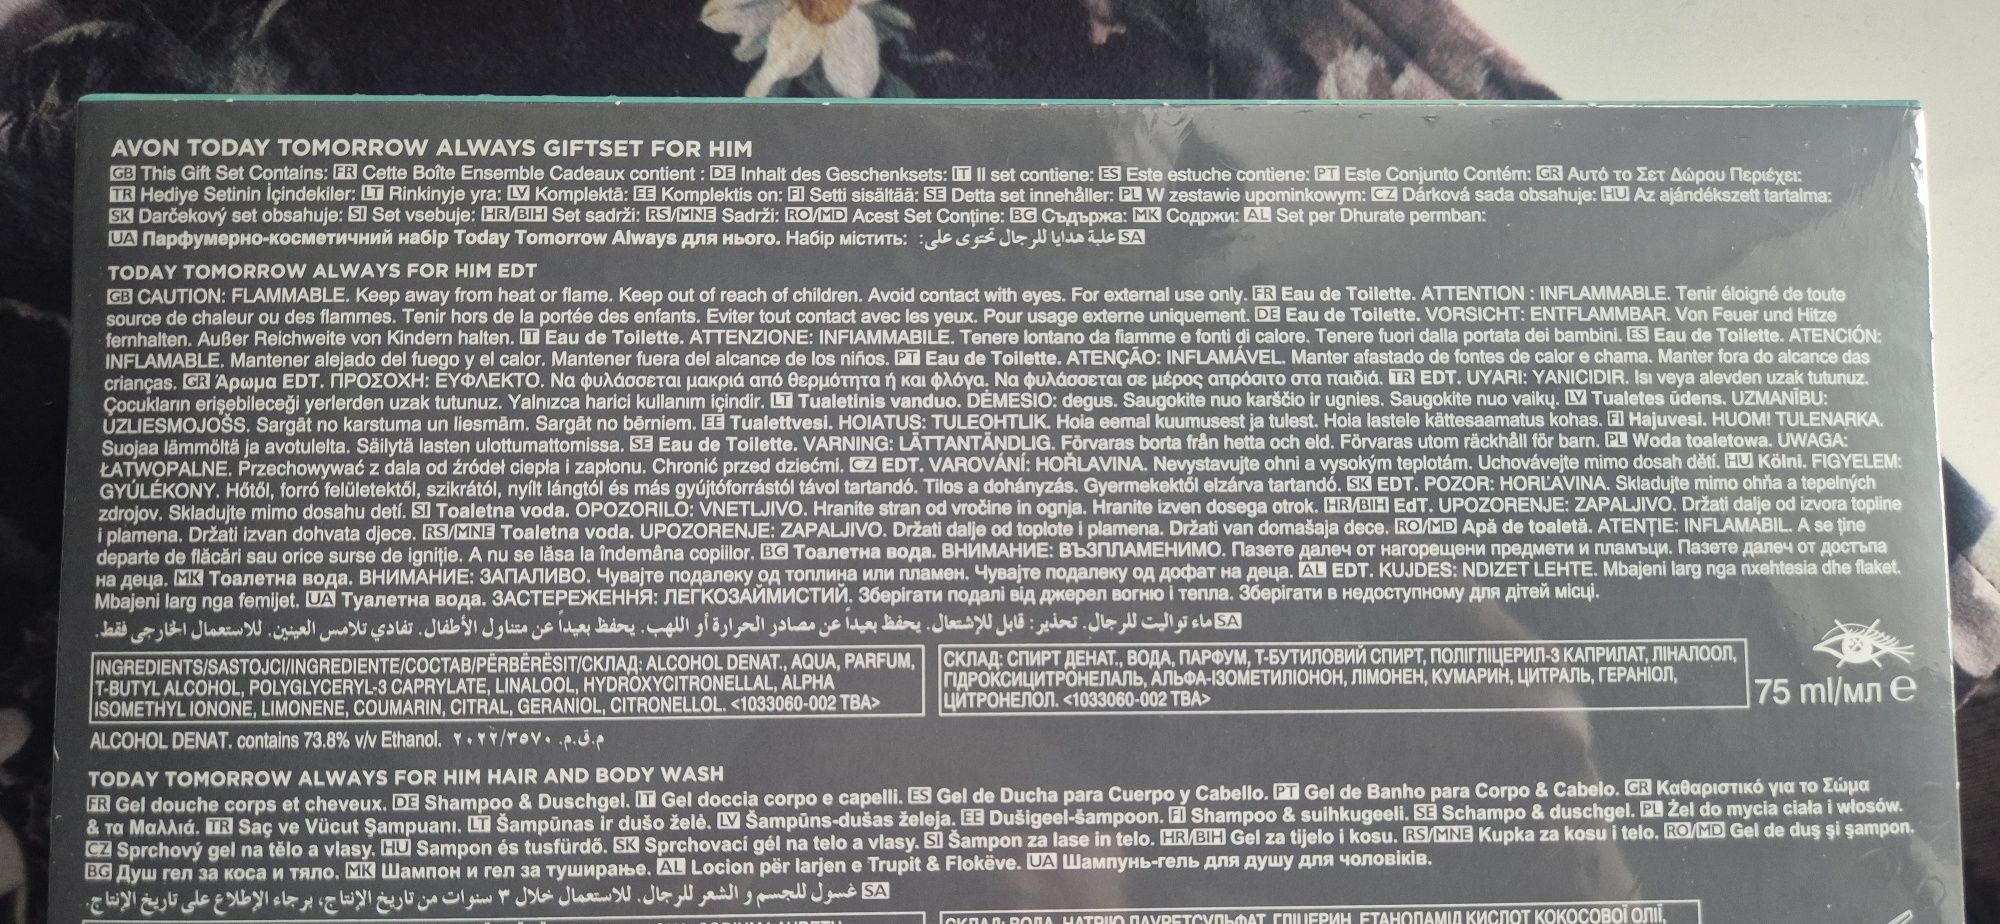 AVON TODAY TOMORROW ALWAYS GIFTSET FOR HIM
GB This Gift Set Contains: FR Cette Boîte Ensemble Cadeaux contient : DE Inhalt des Geschenksets: IT Il set contiene: ES Este estuche contiene: PT Este Conjunto Contém: GR Αυτό το Σετ Δώρου Περιέχει:
TR Hediye Setinin İçindekiler: LT Rinkinyje yra: LV Komplektā: EE Komplektis on: FI Setti sisältää: SE Detta set innehåller: PL W zestawie upominkowym: CZ Dárková sada obsahuje: HU Az ajándékszett tartalma:
SK Darčekový set obsahuje: SI Set vsebuje: HR/BIH Set sadrži: RS/MNE Sadrži: RO/MD Acest Set Conține: BG Съдържа: MK Содржи: AL Set per Dhurate permban:
UA Парфумерно-косметичний набір Today Tomorrow Always для нього. Набір містить: SA علبة هدايا للرجال تحتوى على:
TODAY TOMORROW ALWAYS FOR HIM EDT
GB CAUTION: FLAMMABLE. Keep away from heat or flame. Keep out of reach of children. Avoid contact with eyes. For external use only. FR Eau de Toilette. ATTENTION : INFLAMMABLE. Tenir éloigné de toute
source de chaleur ou des flammes. Tenir hors de la portée des enfants. Eviter tout contact avec les yeux. Pour usage externe uniquement. DE Eau de Toilette. VORSICHT: ENTFLAMMBAR. Von Feuer und Hitze
fernhalten. Außer Reichweite von Kindern halten. IT Eau de Toilette. ATTENZIONE: INFIAMMABILE. Tenere lontano da fiamme e fonti di calore. Tenere fuori dalla portata dei bambini. ES Eau de Toilette. ATENCIÓN:
INFLAMABLE. Mantener alejado del fuego y el calor. Mantener fuera del alcance de los niños. PT Eau de Toilette. ATENÇÃO: INFLAMÁVEL. Manter afastado de fontes de calor e chama. Manter fora do alcance das
crianças. GR Άρωμα EDT. ΠΡΟΣΟΧΗ: ΕΥΦΛΕΚΤΟ. Να φυλάσσεται μακριά από θερμότητα ή και φλόγα. Να φυλάσσεται σε μέρος απρόσιτο στα παιδιά. TR EDT. UYARI: YANICIDIR. Isı veya alevden uzak tutunuz.
Çocukların erişebileceği yerlerden uzak tutunuz. Yalnızca harici kullanım içindir. LT Tualetinis vanduo. DĖMESIO: degus. Saugokite nuo karščio ir ugnies. Saugokite nuo vaikų. LV Tualetes ūdens. UZMANĪBU:
UZLIESMOJOŠS. Sargāt no karstuma un liesmām. Sargāt no bērniem. EE Tualettvesi. HOIATUS: TULEOHTLIK. Hoia eemal kuumusest ja tulest. Hoia lastele kättesaamatus kohas. FI Hajuvesi. HUOM! TULENARKA.
Suojaa lämmöltä ja avotulelta. Säilytä lasten ulottumattomissa. SE Eau de Toilette. VARNING: LÄTTANTÄNDLIG. Förvaras borta från hetta och eld. Förvaras utom räckhåll för barn. PL Woda toaletowa. UWAGA:
ŁATWOPALNE. Przechowywać z dala od źródeł ciepła i zapłonu. Chronić przed dziećmi. CZ EDT. VAROVÁNÍ: HOŘLAVINA. Nevystavujte ohni a vysokým teplotám. Uchovávejte mimo dosah dětí. HU Kölni. FIGYELEM:
GYÚLÉKONY. Hőtől, forró felületektől, szikrától, nyílt lángtól és más gyújtóforrástól távol tartandó. Tilos a dohányzás. Gyermekektől elzárva tartandó. SK EDT. POZOR: HORĽAVINA. Skladujte mimo ohňa a tepelných
zdrojov. Skladujte mimo dosahu detí. SI Toaletna voda. OPOZORILO: VNETLJIVO. Hranite stran od vročine in ognja. Hranite izven dosega otrok. HR/BIH EdT. UPOZORENJE: ZAPALJIVO. Držati dalje od izvora topline
i plamena. Držati izvan dohvata djece. RS/MNE Toaletna voda. UPOZORENJE: ZAPALJIVO. Držati dalje od toplote i plamena. Držati van domašaja dece. RO/MD Apă de toaletă. ATENȚIE: INFLAMABIL. A se ține
departe de flăcări sau orice surse de igniție. A nu se lăsa la îndemâna copiilor. BG Тоалетна вода. ВНИМАНИЕ: ВЪЗПЛАМЕНИМО. Пазете далеч от нагорещени предмети и пламъци. Пазете далеч от достъпа
на деца. MK Тоалетна вода. ВНИМАНИЕ: ЗАПАЛИВО. Чувајте подалеку од топлина или пламен. Чувајте подалеку од дофат на деца. AL EDT. KUJDES: NDIZET LEHTE. Mbajeni larg nga nxehtesia dhe flaket.
Mbajeni larg nga femijet. UA Туалетна вода. ЗАСТЕРЕЖЕННЯ: ЛЕГКОЗАЙМИСТИЙ. Зберігати подалі від джерел вогню і тепла. Зберігати в недоступному для дітей місці.
SA ماء تواليت للرجال. تحذير: قابل للإشتعال. يحفظ بعيداً عن مصادر الحرارة أو اللهب. يحفظ بعيداً عن متناول الأطفال. تفادي تلامس العينين. للاستعمال الخارجى فقط.
INGREDIENTS/SASTOJCI/INGREDIENTE/СЪСТАВ/PËRBËRËSIT/СКЛАД: ALCOHOL DENAT., AQUA, PARFUM,
T-BUTYL ALCOHOL, POLYGLYCERYL-3 CAPRYLATE, LINALOOL, HYDROXYCITRONELLAL, ALPHA
ISOMETHYL IONONE, LIMONENE, COUMARIN, CITRAL, GERANIOL, CITRONELLOL. <1033060-002 TBA>
СКЛАД: СПИРТ ДЕНАТ., ВОДА, ПАРФУМ, Т-БУТИЛОВИЙ СПИРТ, ПОЛІГЛІЦЕРИЛ-3 КАПРИЛАТ, ЛІНАЛООЛ,
ГІДРОКСИЦИТРОНЕЛАЛЬ, АЛЬФА-ІЗОМЕТИЛІОНОН, ЛІМОНЕН, КУМАРИН, ЦИТРАЛЬ, ГЕРАНІОЛ,
ЦИТРОНЕЛОЛ. <1033060-002 TBA>
75 ml/мл ℮
ALCOHOL DENAT. contains 73.8% v/v Ethanol. م.ق.م. ٢٠٢٢/٣٥٧٠
TODAY TOMORROW ALWAYS FOR HIM HAIR AND BODY WASH
FR Gel douche corps et cheveux. DE Shampoo & Duschgel. IT Gel doccia corpo e capelli. ES Gel de Ducha para Cuerpo y Cabello. PT Gel de Banho para Corpo & Cabelo. GR Καθαριστικό για το Σώμα
& τα Μαλλιά. TR Saç ve Vücut Şampuanı. LT Šampūnas ir dušo želė. LV Šampūns-dušas želeja. EE Dušigeel-šampoon. FI Shampoo & suihkugeeli. SE Schampo & duschgel. PL Żel do mycia ciała i włosów.
CZ Sprchový gel na tělo a vlasy. HU Sampon és tusfürdő. SK Sprchovací gél na telo a vlasy. SI Šampon za lase in telo. HR/BIH Gel za tijelo i kosu. RS/MNE Kupka za kosu i telo. RO/MD Gel de duș și șampon.
BG Душ гел за коса и тяло. MK Шампон и гел за туширање. AL Locion për larjen e Trupit & Flokëve. UA Шампунь-гель для душу для чоловіків.
SA غسول للجسم و الشعر للرجال. للاستعمال خلال ٣ سنوات من تاريخ الإنتاج، برجاء الإطلاع على تاريخ الإنتاج.
СКЛАД: ВОДА, НАТРІЮ ЛАУРЕТСУЛЬФАТ, ГЛІЦЕРИН, ЕТАНОЛАМІД КИСЛОТ КОКОСОВОЇ ОЛІЇ,